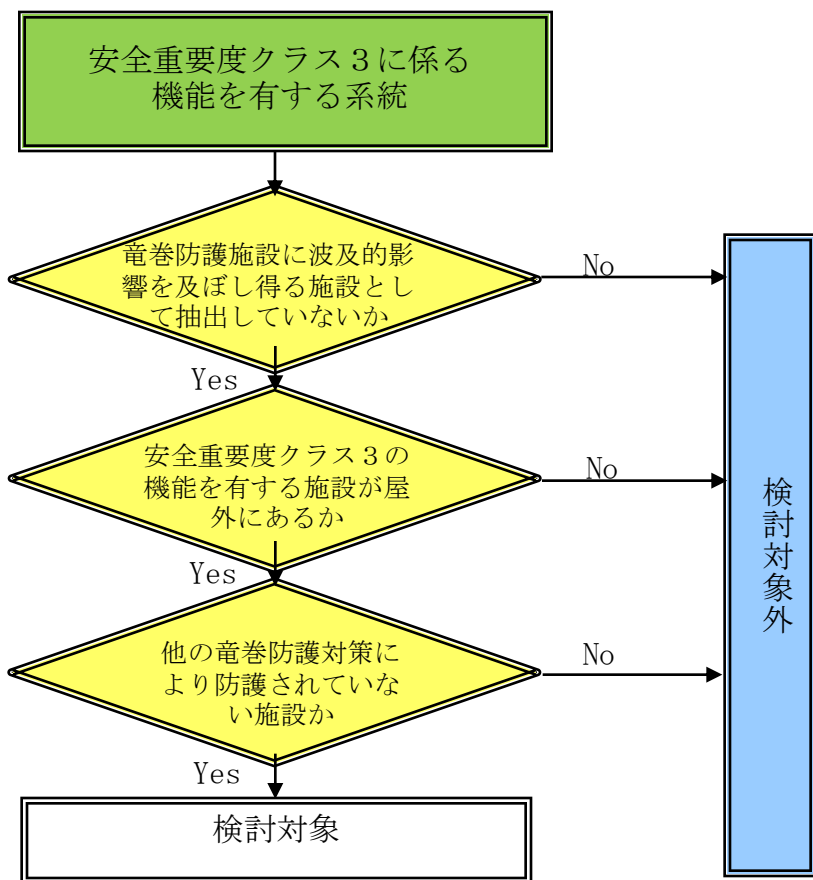 安全重要度クラス３に係る
機能を有する系統
竜巻防護施設に波及的影
響を及ぼし得る施設とし
て抽出していないか
No
Yes
安全重要度クラス３の
機能を有する施設が屋
外にあるか
No
Yes
他の竜巻防護対策に
より防護されていな
い施設か
No
Yes
検討対象
検討対象外